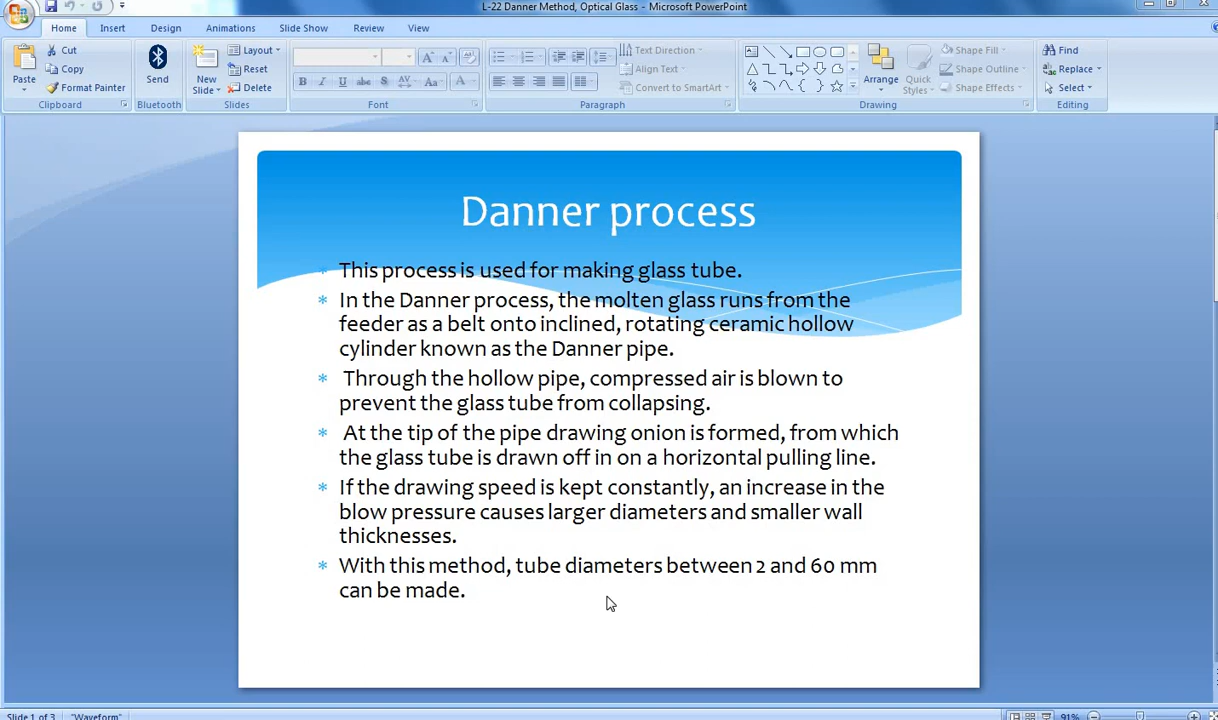 L-22 Danner Method, Optical Glass - Microsoft PowerPoint
Home Insert Design Slide Show Animations Review View
Cut
Copy
Format Painter
Paste
Clipboard
Send
Bluetooth
New
Slide
Layout
Reset
Delete
Slides
Font
Text Direction
Align Text
Convert to SmartArt
Paragraph
Arrange
Quick
Styles
Shape Fill
Shape Outline
Shape Effects
Drawing
Find
Replace
Select
Editing
Danner process
* This process is used for making glass tube.
* In the Danner process, the molten glass runs from the
feeder as a belt onto inclined, rotating ceramic hollow
cylinder known as the Danner pipe.
* Through the hollow pipe, compressed air is blown to
prevent the glass tube from collapsing.
* At the tip of the pipe drawing onion is formed, from which
the glass tube is drawn off in on a horizontal pulling line.
* If the drawing speed is kept constantly, an increase in the
blow pressure causes larger diameters and smaller wall
thicknesses.
* With this method, tube diameters between 2 and 60 mm
can be made.
Slide 1 of 3 "Waveform" 91%